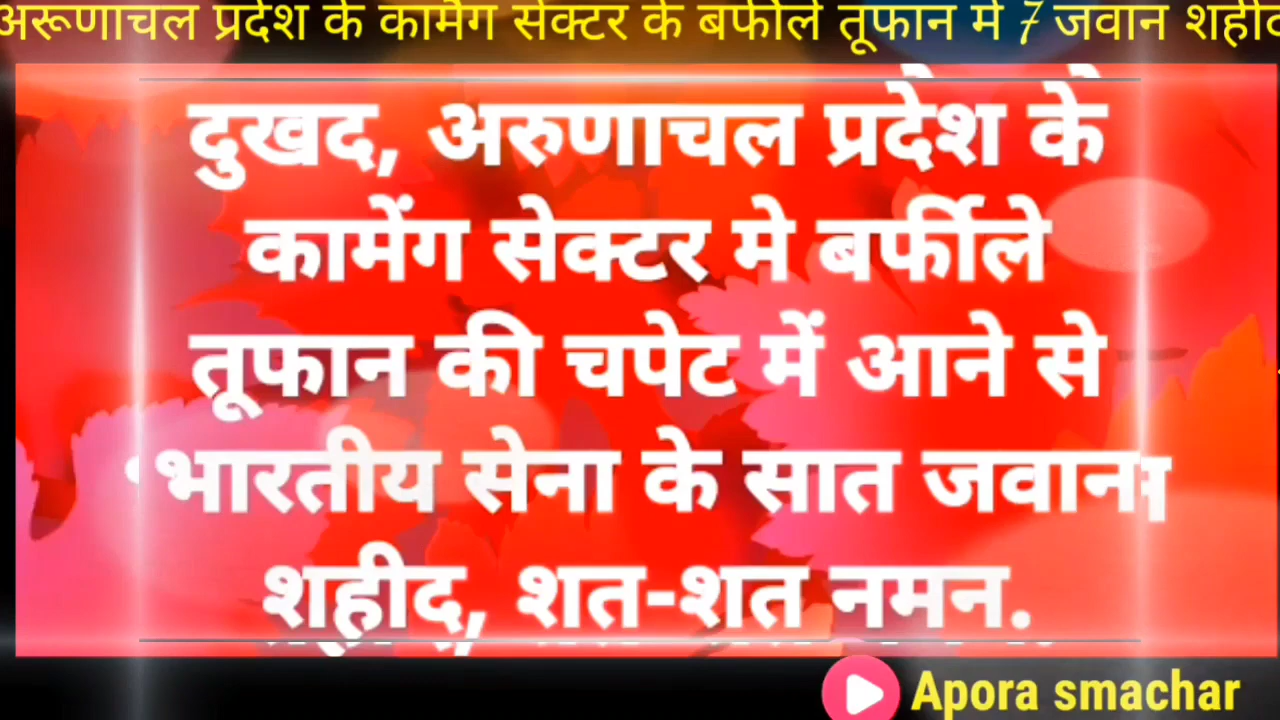 अरूणाचल प्रदेश के कामेंग सेक्टर के बर्फीले तूफान में 7 जवान शहीद
दुखद, अरुणाचल प्रदेश के
कामेंग सेक्टर मे बर्फीले
तूफान की चपेट में आने से
भारतीय सेना के सात जवान
शहीद, शत-शत नमन.
Apora smachar